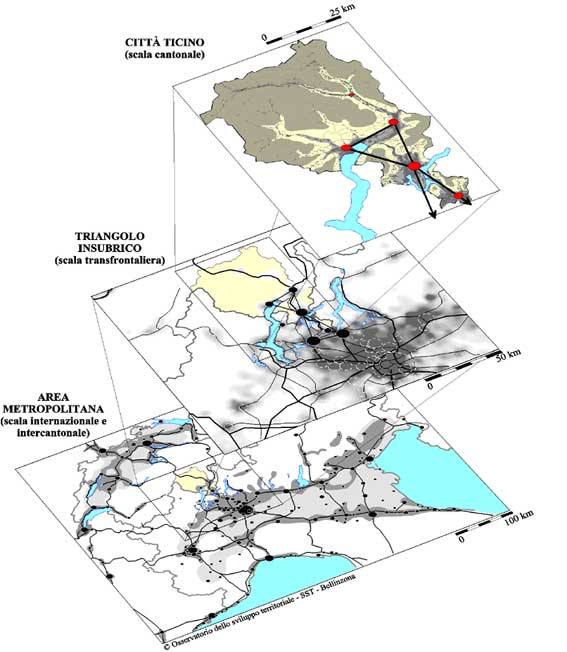 25 km
0
CITTÀ TICINO
(scala cantonale)
TRIANGOLO
INSUBRICO
(scala transfrontaliera)
50 km
0
AREA
METROPOLITANA
(scala internazionale e
intercantonale)
100 km
0
© Osservatorio dello sviluppo territoriale - SST - Bellinzona